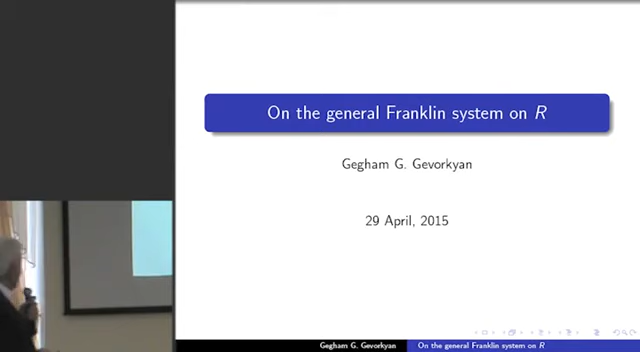 On the general Franklin system on R
Gegham G. Gevorkyan
29 April, 2015
Gegham G. Gevorkyan
On the general Franklin system on R